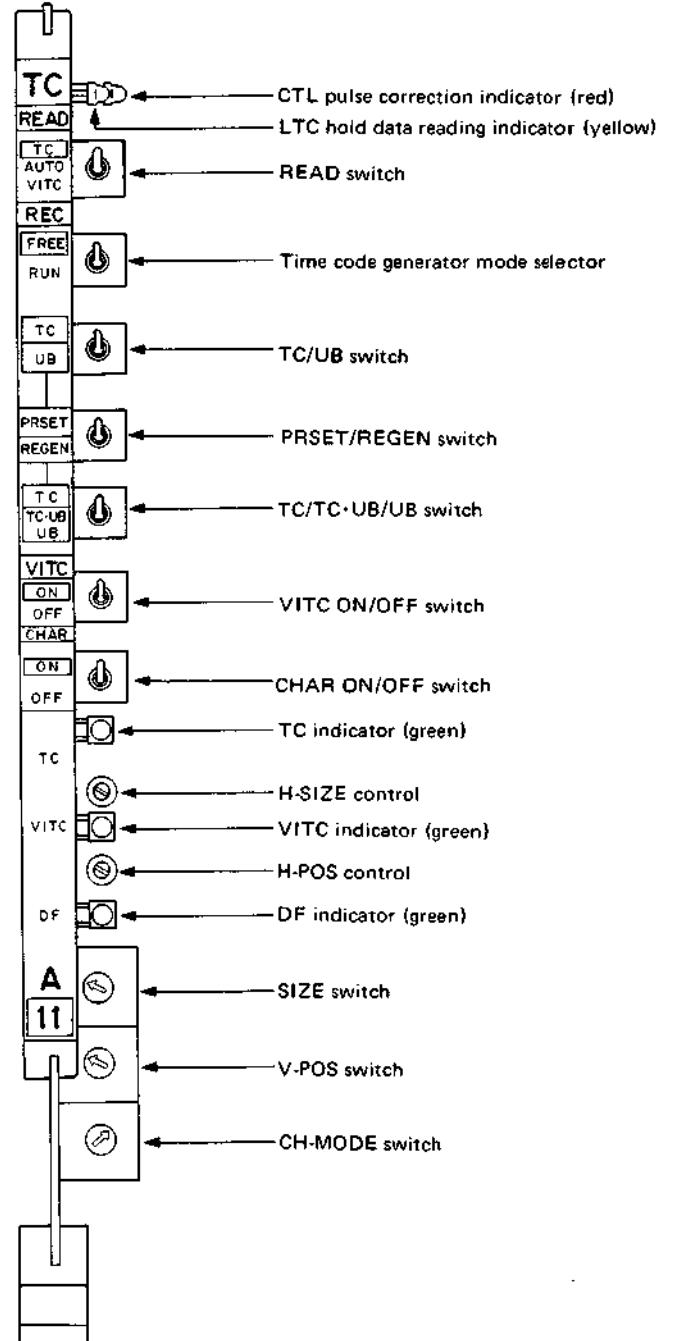 TC
CTL pulse correction indicator (red)
READ
LTC hold data reading indicator (yellow)
TC
AUTO
VITC
READ switch
REC
FREE
RUN
Time code generator mode selector
TC
UB
TC/UB switch
PRSET
REGEN
PRSET/REGEN switch
TC
TC·UB
UB
TC/TC·UB/UB switch
VITC
ON
OFF
VITC ON/OFF switch
CHAR
ON
OFF
CHAR ON/OFF switch
TC indicator (green)
TC
H-SIZE control
VITC
VITC indicator (green)
H-POS control
DF
DF indicator (green)
A
11
SIZE switch
V-POS switch
CH-MODE switch